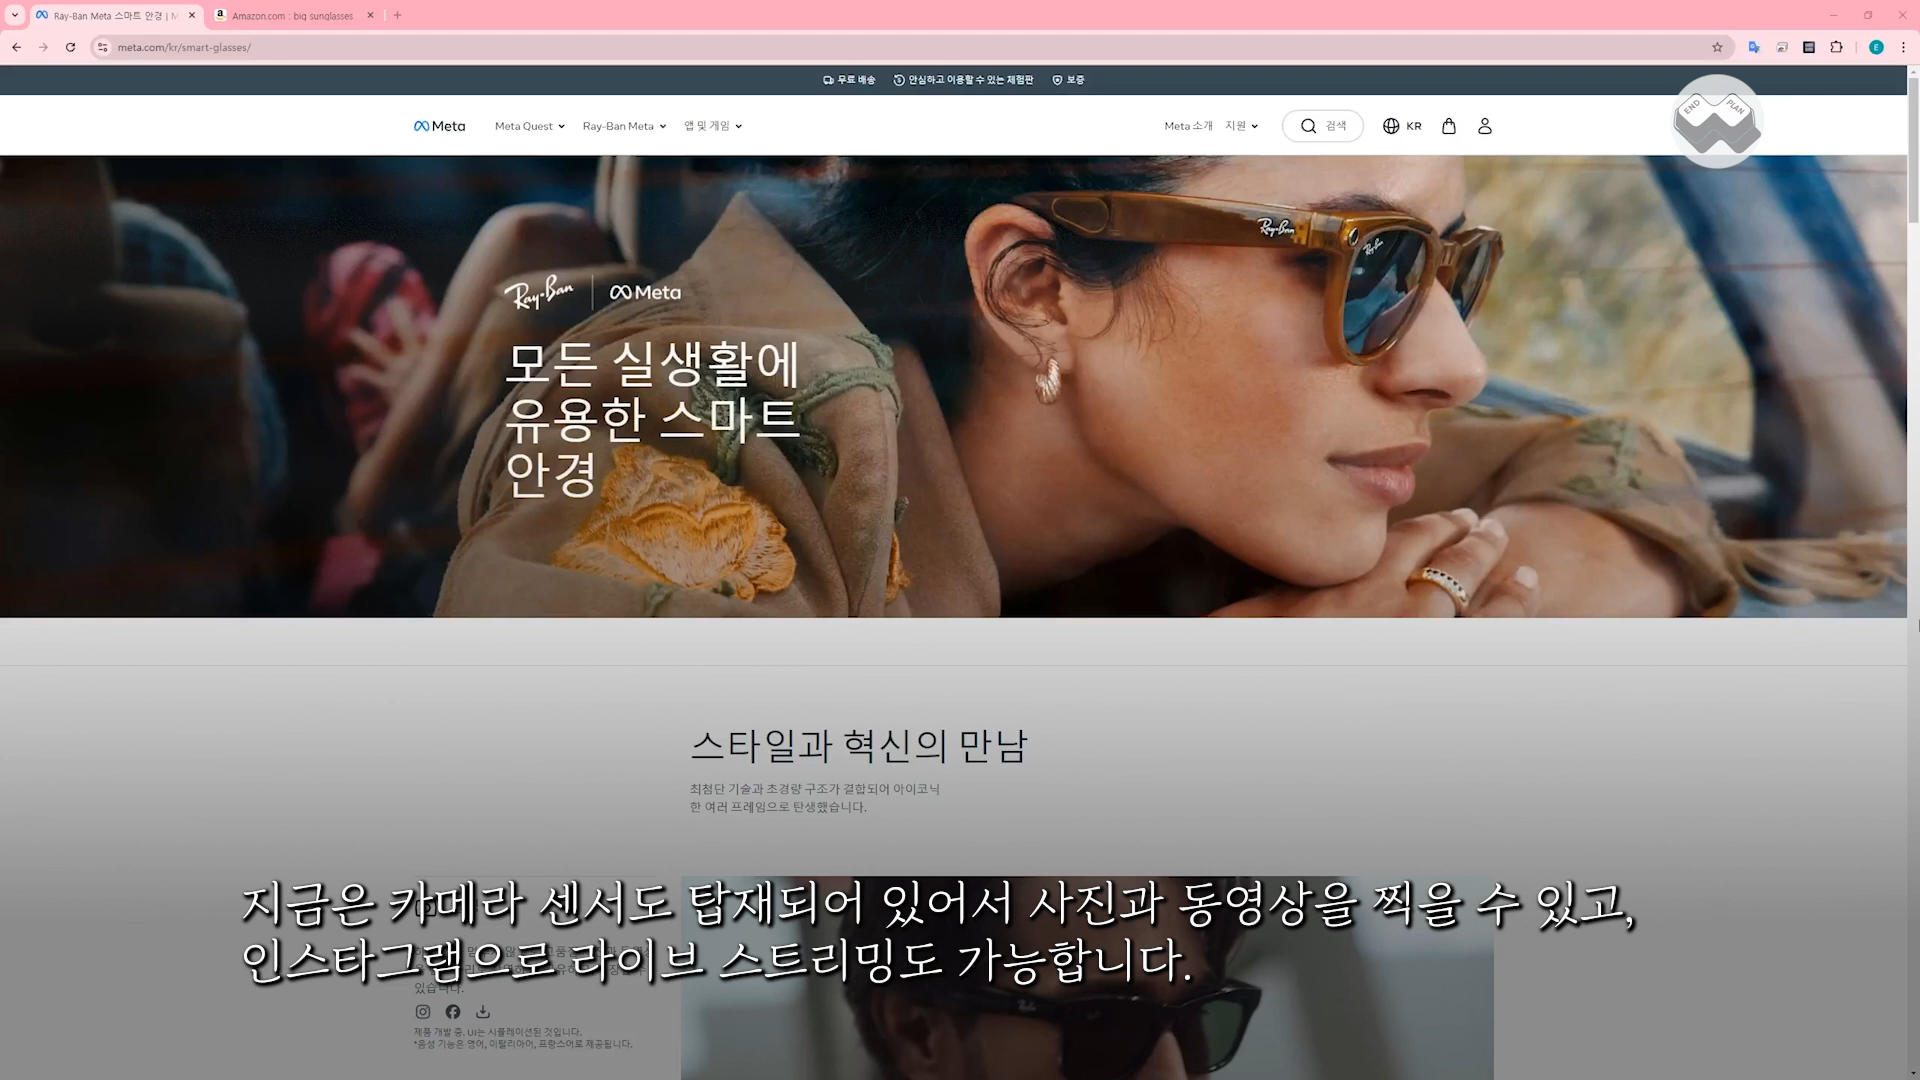 Ray-Ban Meta 스마트 안경 | M
Amazon.com : big sunglasses
meta.com/kr/smart-glasses/
E
무료 배송
안심하고 이용할 수 있는 체험판
보증
Meta
Meta Quest
Ray-Ban Meta
앱 및 게임
Meta 소개
지원
검색
KR
END PLAN
Ray-Ban
Ray-Ban
Ray-Ban | Meta
모든 실생활에
유용한 스마트
안경
스타일과 혁신의 만남
최첨단 기술과 초경량 구조가 결합되어 아이코닉
한 여러 프레임으로 탄생했습니다.
지금은 카메라 센서도 탑재되어 있어서 사진과 동영상을 찍을 수 있고,
인스타그램으로 라이브 스트리밍도 가능합니다.
있습니다.
제품 개발 중. UI는 시뮬레이션된 것입니다.
*음성 기능은 영어, 이탈리아어, 프랑스어로 제공됩니다.